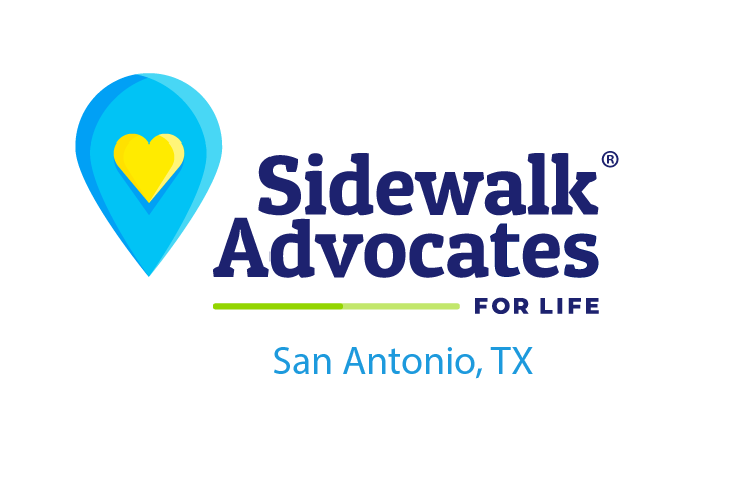 Sidewalk®
Advocates
FOR LIFE
San Antonio, TX